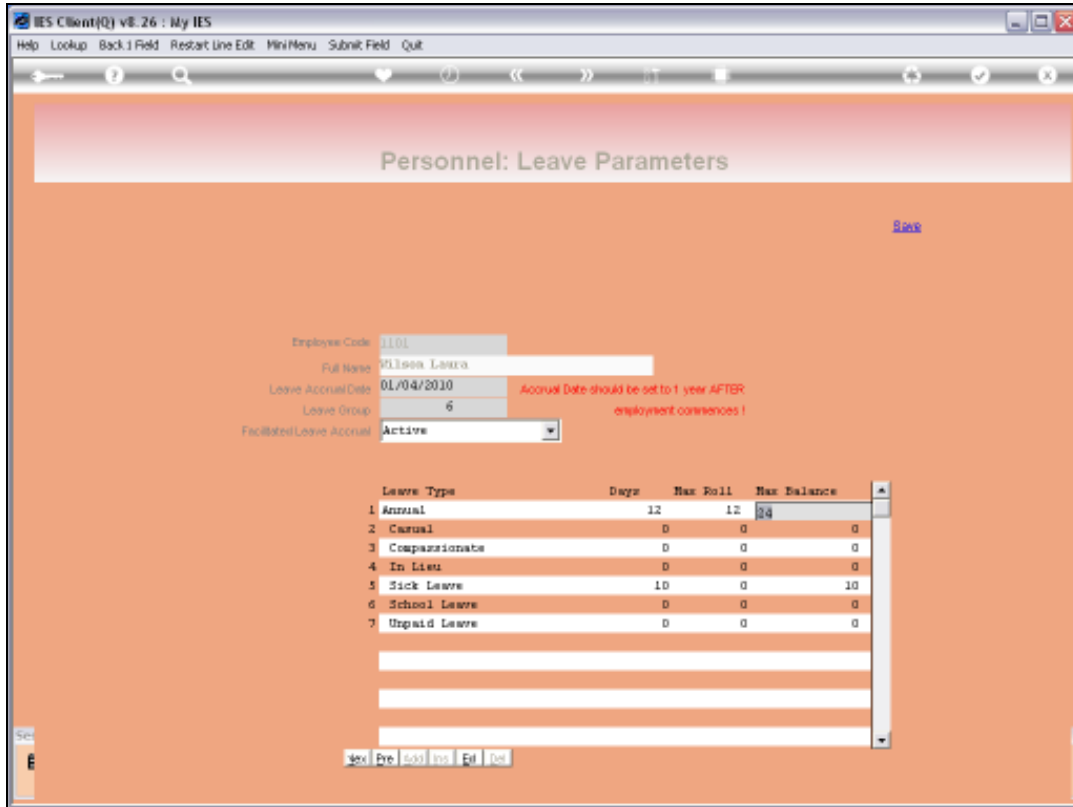 IES Client(Q) v8.26 : My IES
Help Lookup Back 1 Field Restart Line Edit Mini Menu Submit Field Quit
Personnel: Leave Parameters
Save
Employee Code 1101
Full Name Wilson Laura
Leave Accrual Date 01/04/2010 Accrual Date should be set to 1 year AFTER
Leave Group 6 employment commences !
Facilitated Leave Accrual Active
Leave Type Days Max Roll Max Balance
1 Annual 12 12 24
2 Casual 0 0 0
3 Compassionate 0 0 0
4 In Lieu 0 0 0
5 Sick Leave 10 0 10
6 School Leave 0 0 0
7 Unpaid Leave 0 0 0
Nex Pre Add Ins Del